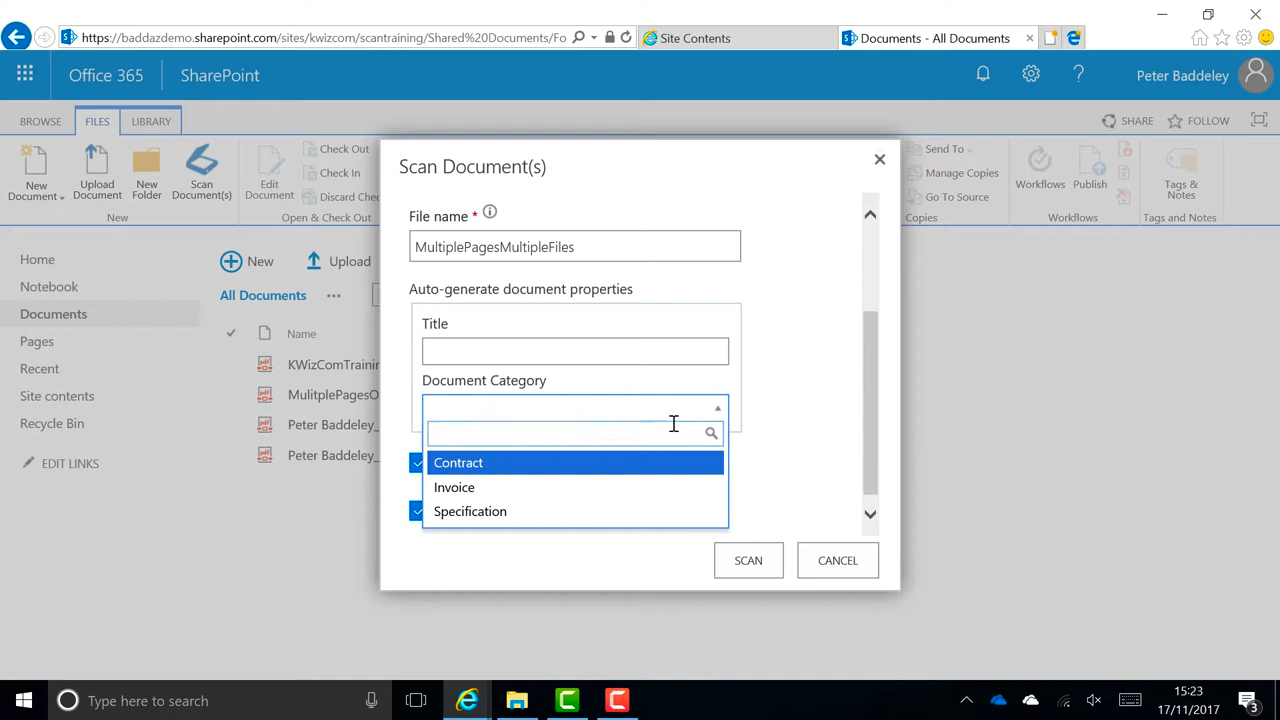 https://baddazdemo.sharepoint.com/sites/kwizcom/scantraining/Shared%20Documents/Fo
Site Contents
Documents - All Documents
Office 365
SharePoint
Peter Baddeley
BROWSE
FILES
LIBRARY
SHARE
FOLLOW
New Document
Upload Document
New Folder
Scan Document(s)
Edit Document
Check Out
Check In
Discard Chec
Send To
Manage Copies
Go To Source
Workflows
Publish
Tags & Notes
New
Open & Check Out
Copies
Workflows
Tags and Notes
Home
Notebook
Documents
Pages
Recent
Site contents
Recycle Bin
EDIT LINKS
New
Upload
All Documents
Name
KWizComTrainin
MulitplePagesO
Peter Baddeley_
Peter Baddeley_
Scan Document(s)
File name *
MultiplePagesMultipleFiles
Auto-generate document properties
Title
Document Category
Contract
Invoice
Specification
SCAN
CANCEL
Type here to search
15:23
17/11/2017
3